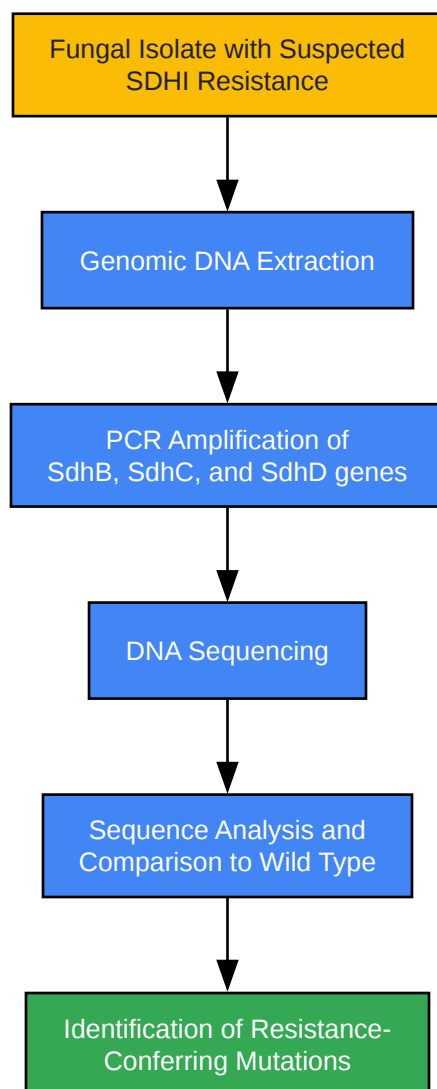 Fungal Isolate with Suspected
SDHI Resistance
Genomic DNA Extraction
PCR Amplification of
SdhB, SdhC, and SdhD genes
DNA Sequencing
Sequence Analysis and
Comparison to Wild Type
Identification of Resistance-
Conferring Mutations